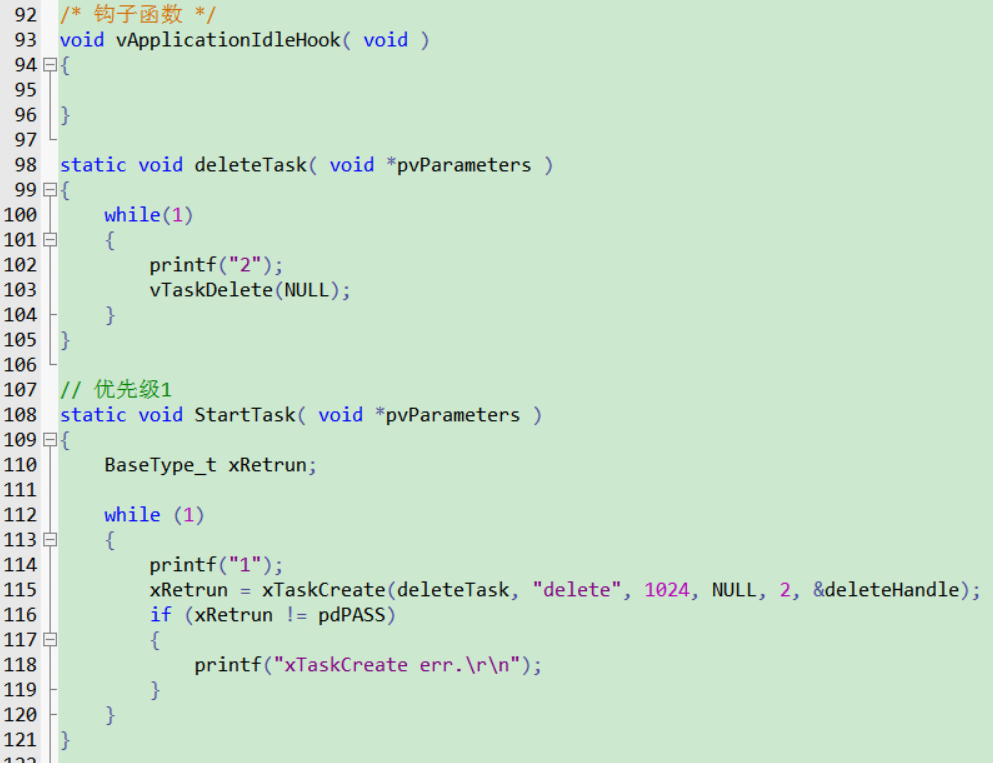 92 /* 钩子函数 */
93 void vApplicationIdleHook( void )
94 {
95
96 }
97
98 static void deleteTask( void *pvParameters )
99 {
100 while(1)
101 {
102 printf("2");
103 vTaskDelete(NULL);
104 }
105 }
106
107 // 优先级1
108 static void StartTask( void *pvParameters )
109 {
110 BaseType_t xRetrun;
111
112 while (1)
113 {
114 printf("1");
115 xRetrun = xTaskCreate(deleteTask, "delete", 1024, NULL, 2, &deleteHandle);
116 if (xRetrun != pdPASS)
117 {
118 printf("xTaskCreate err.\r\n");
119 }
120 }
121 }